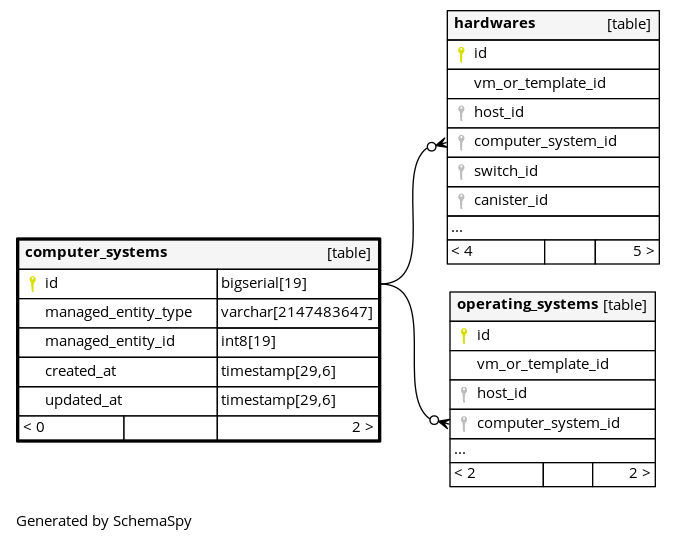 hardwares [table]
id
vm_or_template_id
host_id
computer_system_id
switch_id
canister_id
...
< 4 5 >
computer_systems [table]
id bigserial[19]
managed_entity_type varchar[2147483647]
managed_entity_id int8[19]
created_at timestamp[29,6]
updated_at timestamp[29,6]
< 0 2 >
operating_systems [table]
id
vm_or_template_id
host_id
computer_system_id
...
< 2 2 >
Generated by SchemaSpy